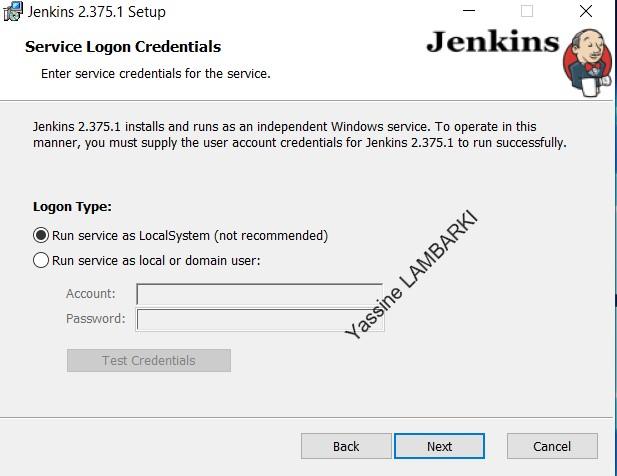 Jenkins 2.375.1 Setup
Service Logon Credentials
Jenkins
Enter service credentials for the service.
Jenkins 2.375.1 installs and runs as an independent Windows service. To operate in this
manner, you must supply the user account credentials for Jenkins 2.375.1 to run successfully.
Logon Type:
Run service as LocalSystem (not recommended)
Run service as local or domain user:
Account:
Password:
Yassine LAMBARKI
Test Credentials
Back
Next
Cancel